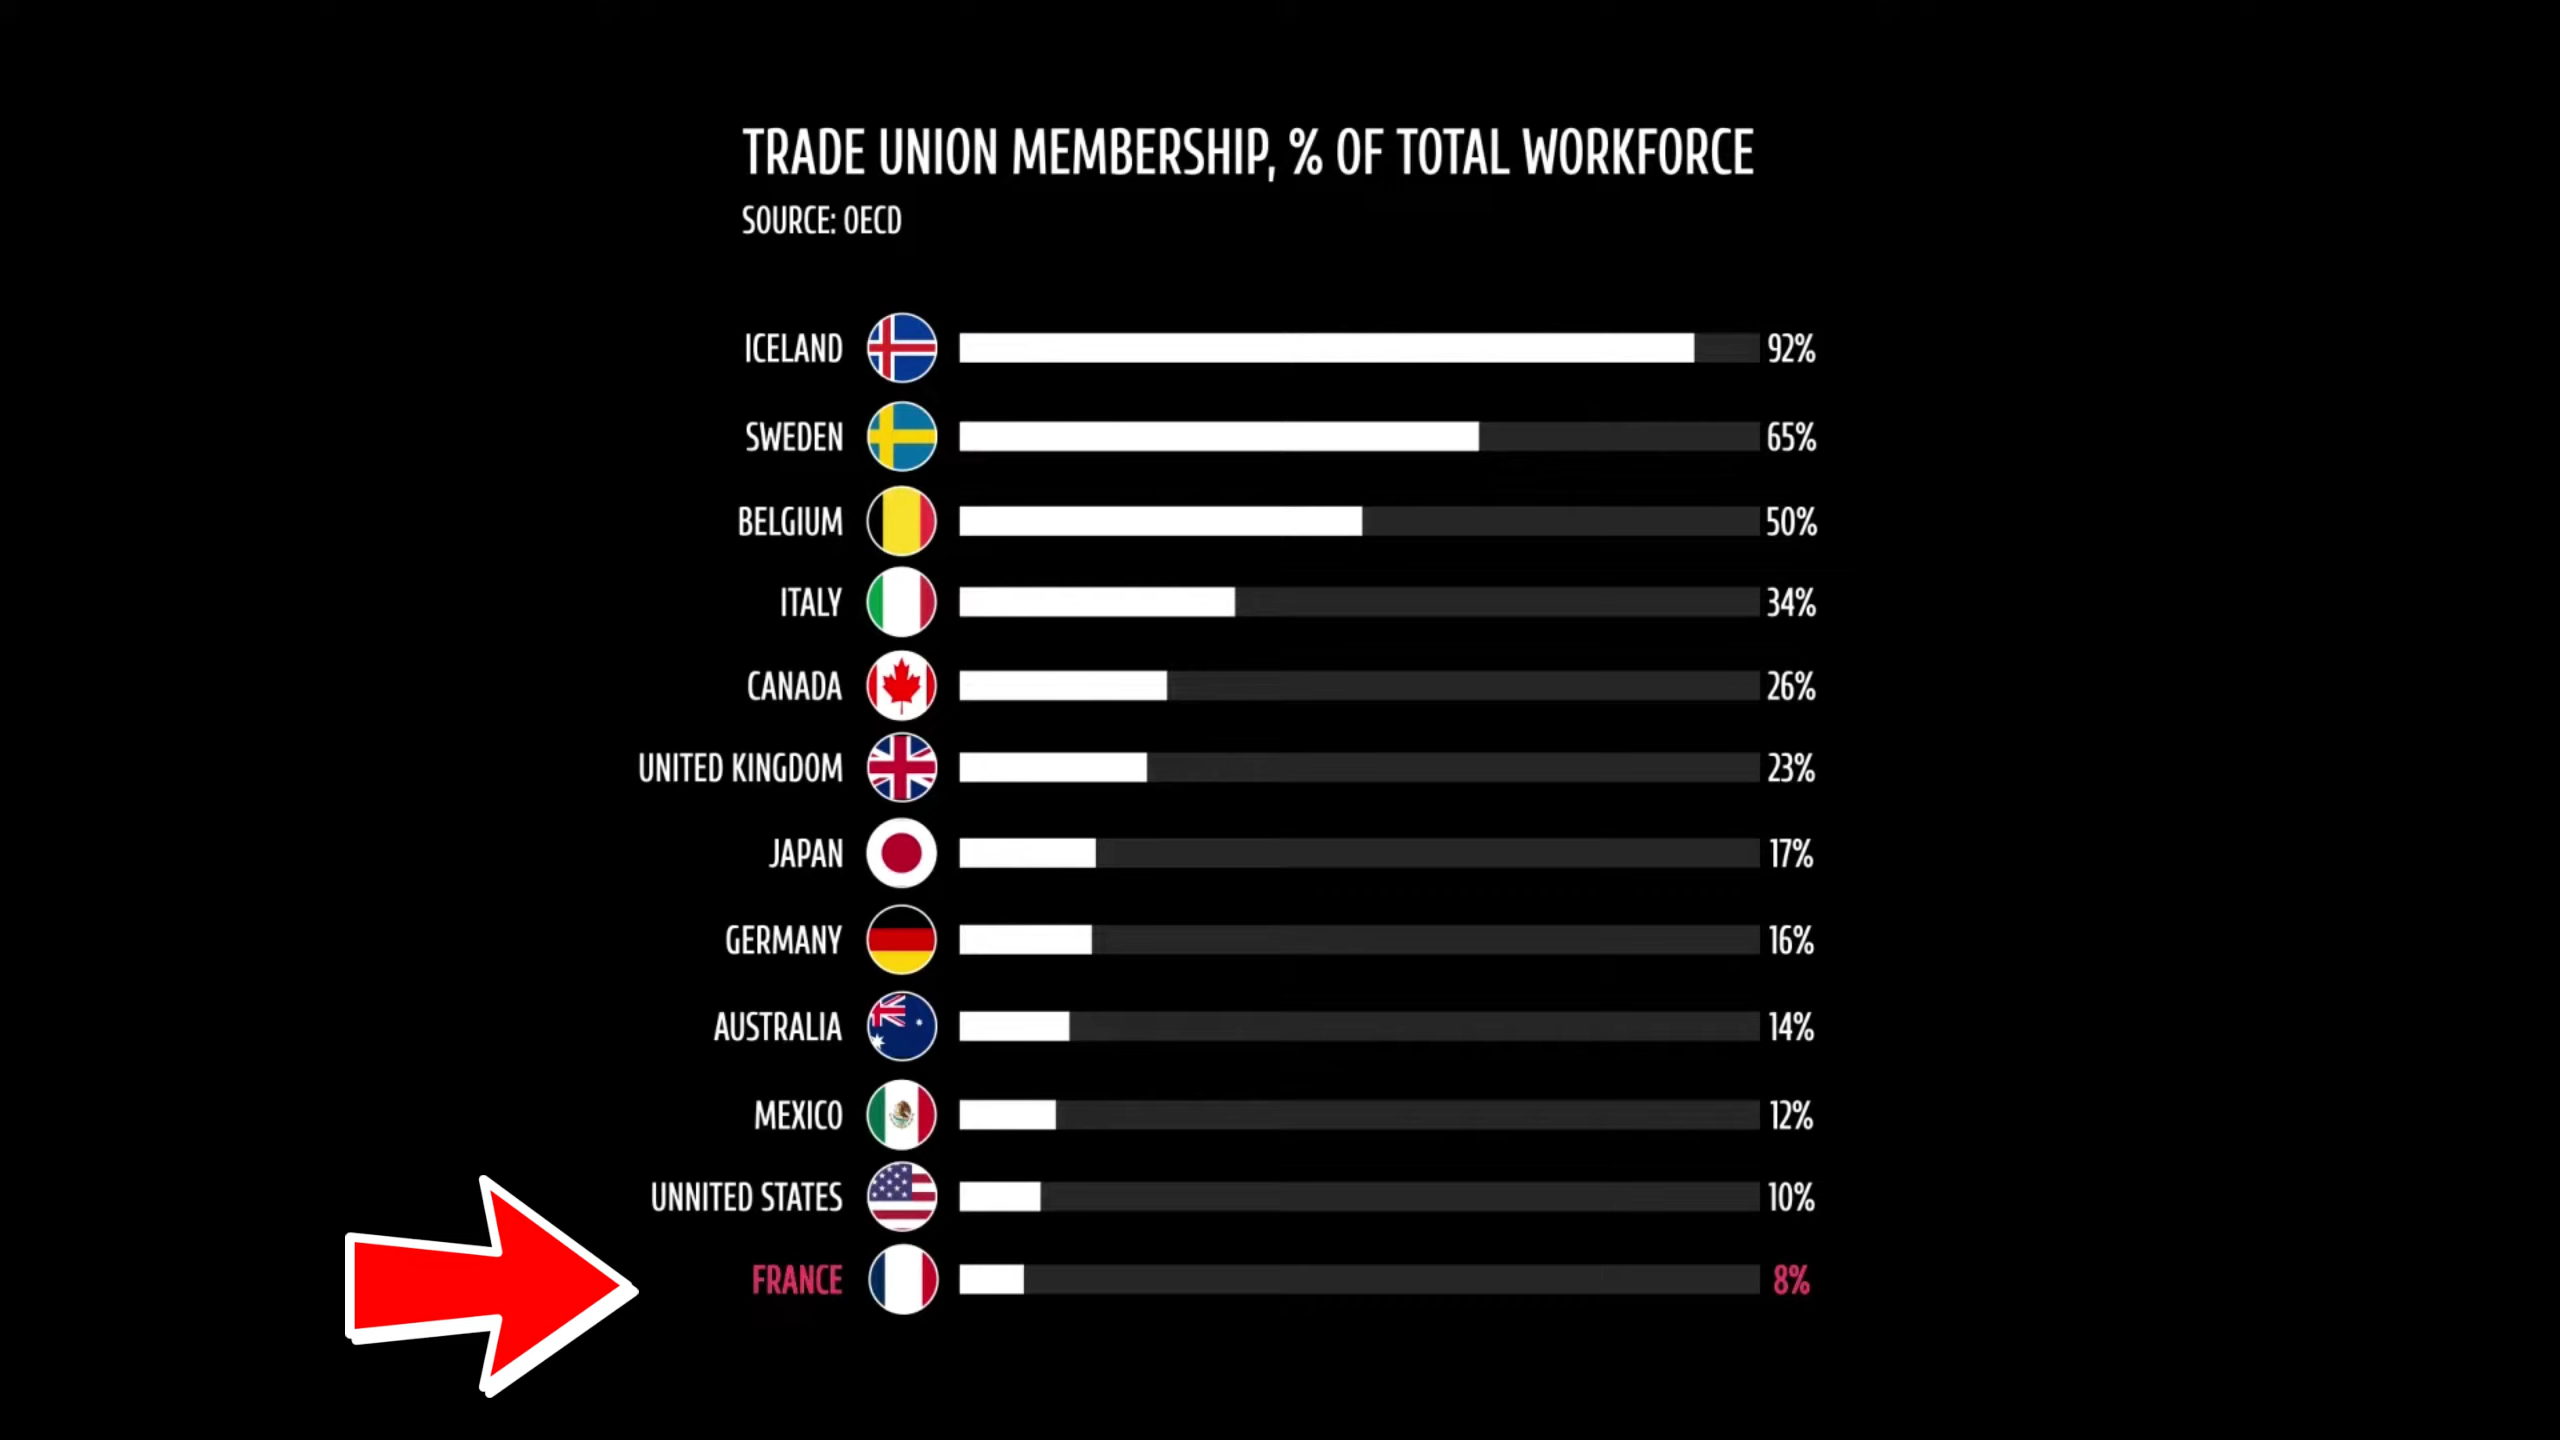 TRADE UNION MEMBERSHIP, % OF TOTAL WORKFORCE
SOURCE: OECD
ICELAND 92%
SWEDEN 65%
BELGIUM 50%
ITALY 34%
CANADA 26%
UNITED KINGDOM 23%
JAPAN 17%
GERMANY 16%
AUSTRALIA 14%
MEXICO 12%
UNNITED STATES 10%
FRANCE 8%